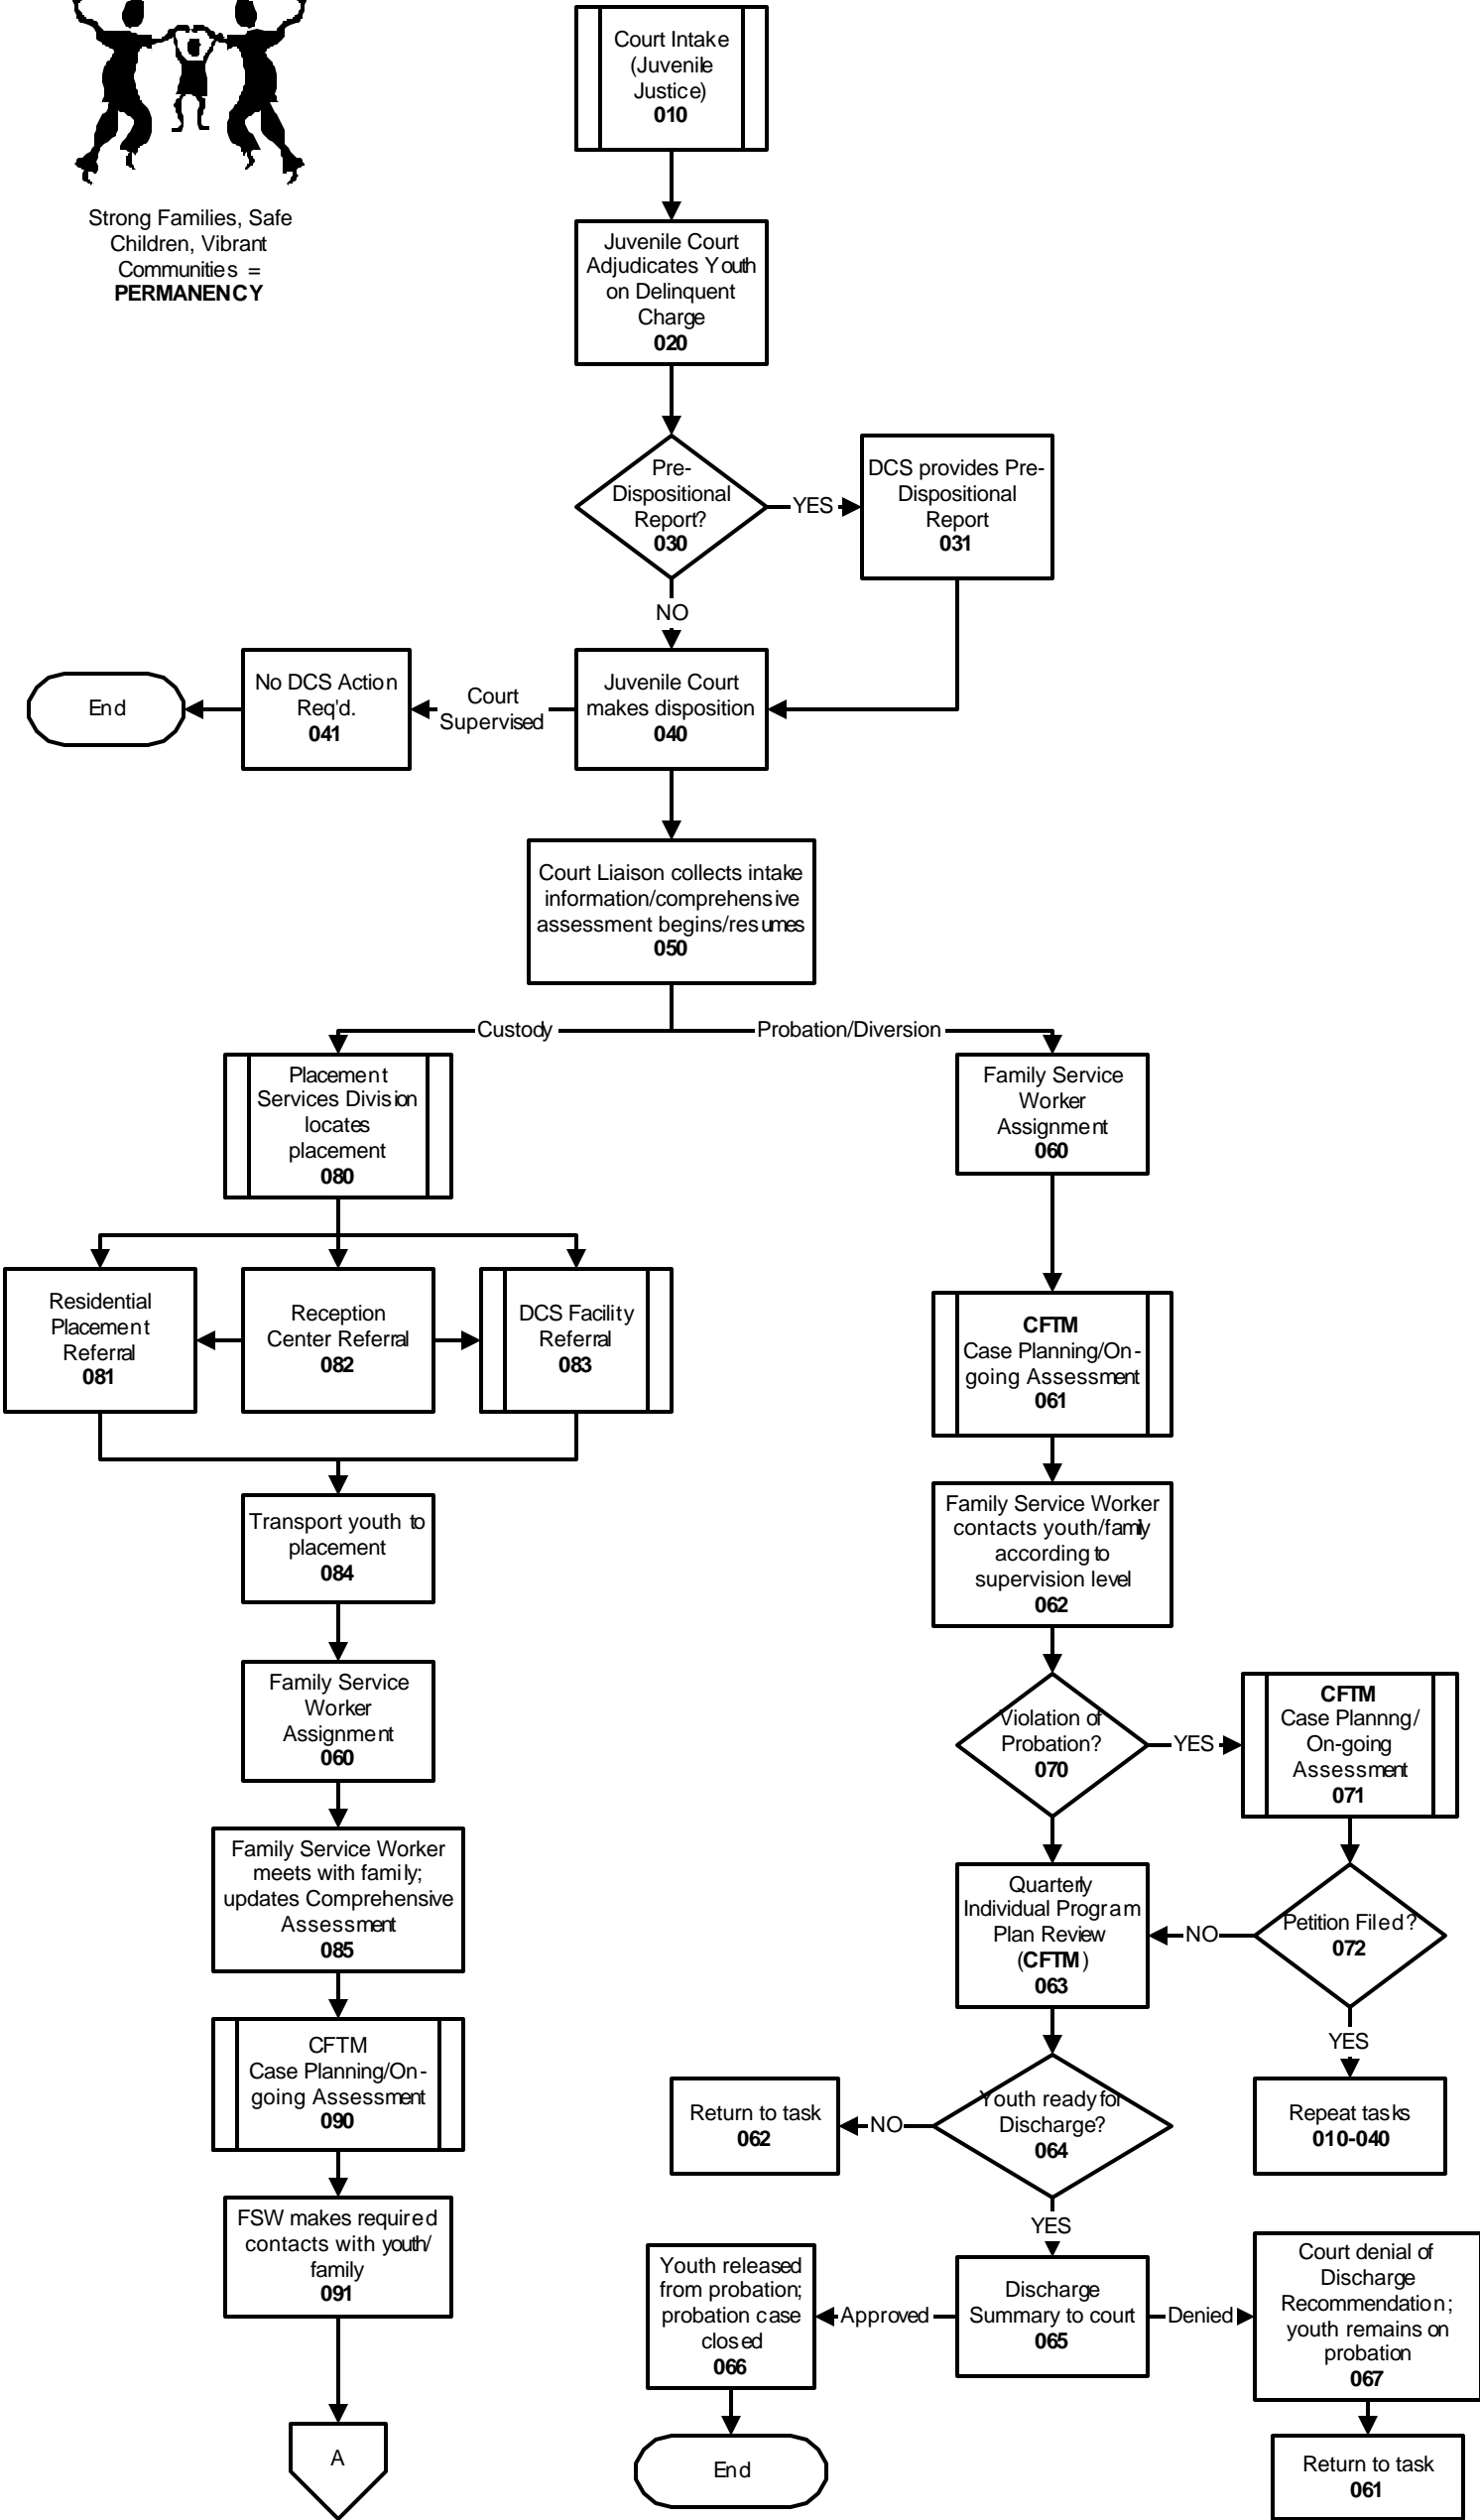 Strong Families, Safe
Children, Vibrant
Communities =
PERMANENCY
Court Intake
(Juvenile
Justice)
010
Juvenile Court
Adjudicates Youth
on Delinquent
Charge
020
Pre-
Dispositional
Report?
030
YES
DCS provides Pre-
Dispositional
Report
031
NO
End
No DCS Action
Req'd.
041
Court
Supervised
Juvenile Court
makes disposition
040
Court Liaison collects intake
information/comprehensive
assessment begins/resumes
050
Custody
Probation/Diversion
Placement
Services Division
locates
placement
080
Family Service
Worker
Assignment
060
Residential
Placement
Referral
081
Reception
Center Referral
082
DCS Facility
Referral
083
CFTM
Case Planning/On-
going Assessment
061
Transport youth to
placement
084
Family Service Worker
contacts youth/family
according to
supervision level
062
Family Service
Worker
Assignment
060
Violation of
Probation?
070
YES
CFTM
Case Plannng/
On-going
Assessment
071
Family Service Worker
meets with family;
updates Comprehensive
Assessment
085
Quarterly
Individual Program
Plan Review
(CFTM)
063
NO
Petition Filed?
072
YES
CFTM
Case Planning/On-
going Assessment
090
Return to task
062
NO
Youth ready for
Discharge?
064
Repeat tasks
010-040
YES
FSW makes required
contacts with youth/
family
091
Youth released
from probation;
probation case
closed
066
Approved
Discharge
Summary to court
065
Denied
Court denial of
Discharge
Recommendation;
youth remains on
probation
067
A
End
Return to task
061